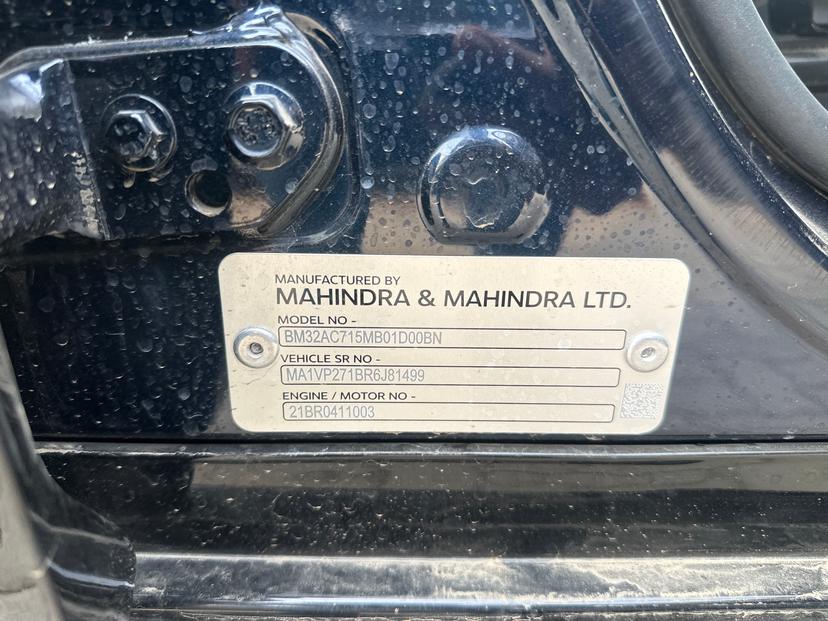 MANUFACTURED BY
MAHINDRA & MAHINDRA LTD.
MODEL NO -
BM32AC715MB01D00BN
VEHICLE SR NO -
MA1VP271BR6J81499
ENGINE / MOTOR NO -
21BR0411003